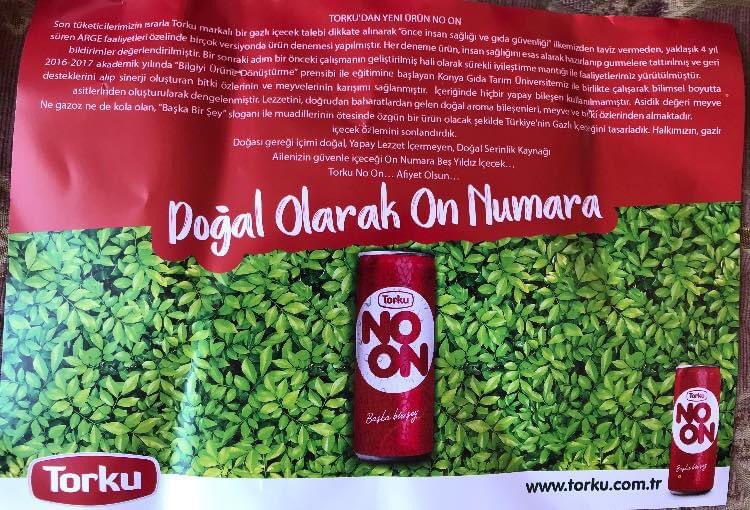 TORKU'DAN YENİ ÜRÜN NO ON
Son tüketicilerimizin ısrarla Torku markalı bir gazlı içecek talebi dikkate alınarak "önce insan sağlığı ve gıda güvenliği" ilkemizden taviz vermeden, yaklaşık 4 yıl
süren ARGE faaliyetleri özelinde birçok versiyonda ürün denemesi yapılmıştır. Her deneme ürün, insan sağlığını esas alarak hazırlanıp gurmelere tattırılmış ve geri
bildirimler değerlendirilmiştir. Bir sonraki adım bir önceki çalışmanın geliştirilmiş hali olarak sürekli iyileştirme mantığı ile faaliyetlerimiz yürütülmüştür.
2016-2017 akademik yılında "Bilgiyi Ürüne Dönüştürme" prensibi ile eğitimine başlayan Konya Gıda Tarım Üniversitemiz ile birlikte çalışarak bilimsel boyutta
desteklerini alıp sinerji oluşturan bitki özlerinin ve meyvelerinin karışımı sağlanmıştır. İçeriğinde hiçbir yapay bileşen kullanılmamıştır. Asidik değeri meyve
asitlerinden oluşturularak dengelenmiştir. Lezzetini, doğrudan baharatlardan gelen doğal aroma bileşenleri, meyve ve bitki özlerinden almaktadır.
Ne gazoz ne de kola olan, "Başka Bir Şey" sloganı ile muadillerinin ötesinde özgün bir ürün olacak şekilde Türkiye'nin Gazlı İçeceğini tasarladık. Halkımızın, gazlı
içecek özlemini sonlandırdık.
Doğası gereği içimi doğal, Yapay Lezzet İçermeyen, Doğal Serinlik Kaynağı
Ailenizin güvenle içeceği On Numara Beş Yıldız İçecek...
Torku No On... Afiyet Olsun...
Doğal Olarak On Numara
Torku
NO
ON
Başka bir şey
Torku
NO
ON
Başka bir şey
Torku
www.torku.com.tr